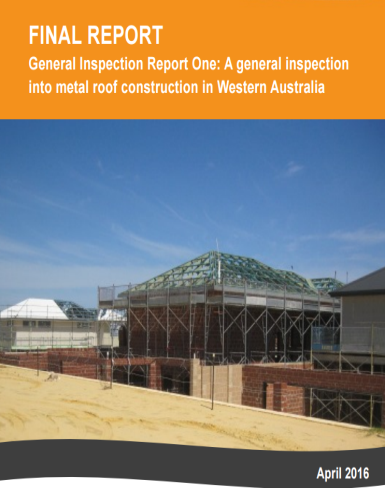 FINAL REPORT
General Inspection Report One: A general inspection
into metal roof construction in Western Australia
April 2016